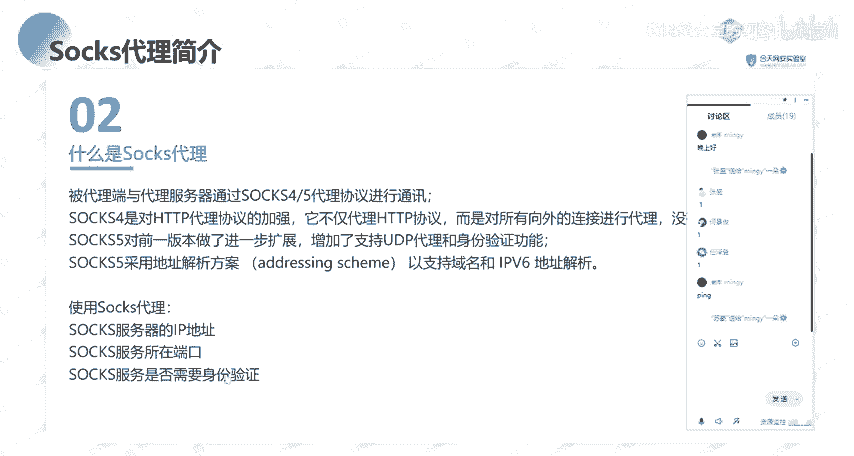 Socks代理简介
合天网安实验室
02
什么是Socks代理
被代理端与代理服务器通过SOCKS4/5代理协议进行通讯；
SOCKS4是对HTTP代理协议的加强，它不仅代理HTTP协议，而是对所有向外的连接进行代理，没
SOCKS5对前一版本做了进一步扩展，增加了支持UDP代理和身份验证功能；
SOCKS5采用地址解析方案 （addressing scheme） 以支持域名和 IPV6 地址解析。
使用Socks代理：
SOCKS服务器的IP地址
SOCKS服务所在端口
SOCKS服务是否需要身份验证
讨论区
成员(19)
mingy
晚上好
1
1
1
mingy
ping
发送